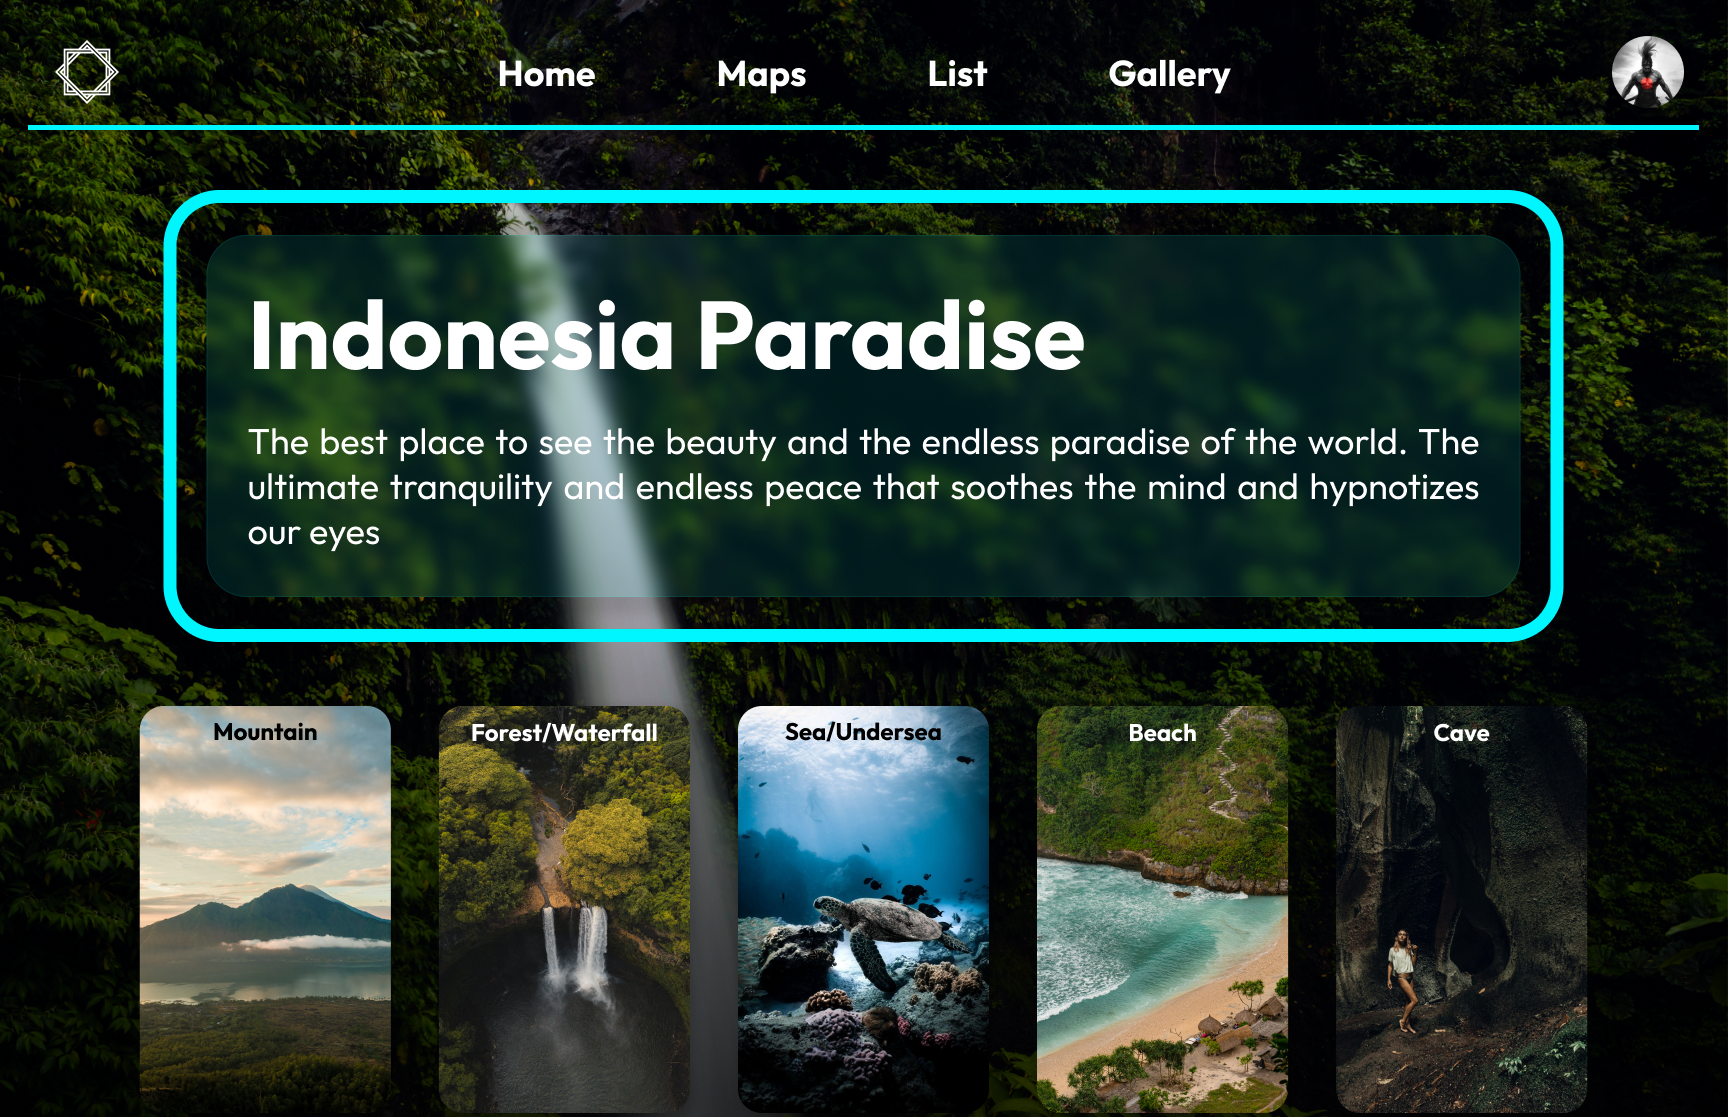 Home Maps List Gallery
Indonesia Paradise
The best place to see the beauty and the endless paradise of the world. The
ultimate tranquility and endless peace that soothes the mind and hypnotizes
our eyes
Mountain
Forest/Waterfall
Sea/Undersea
Beach
Cave